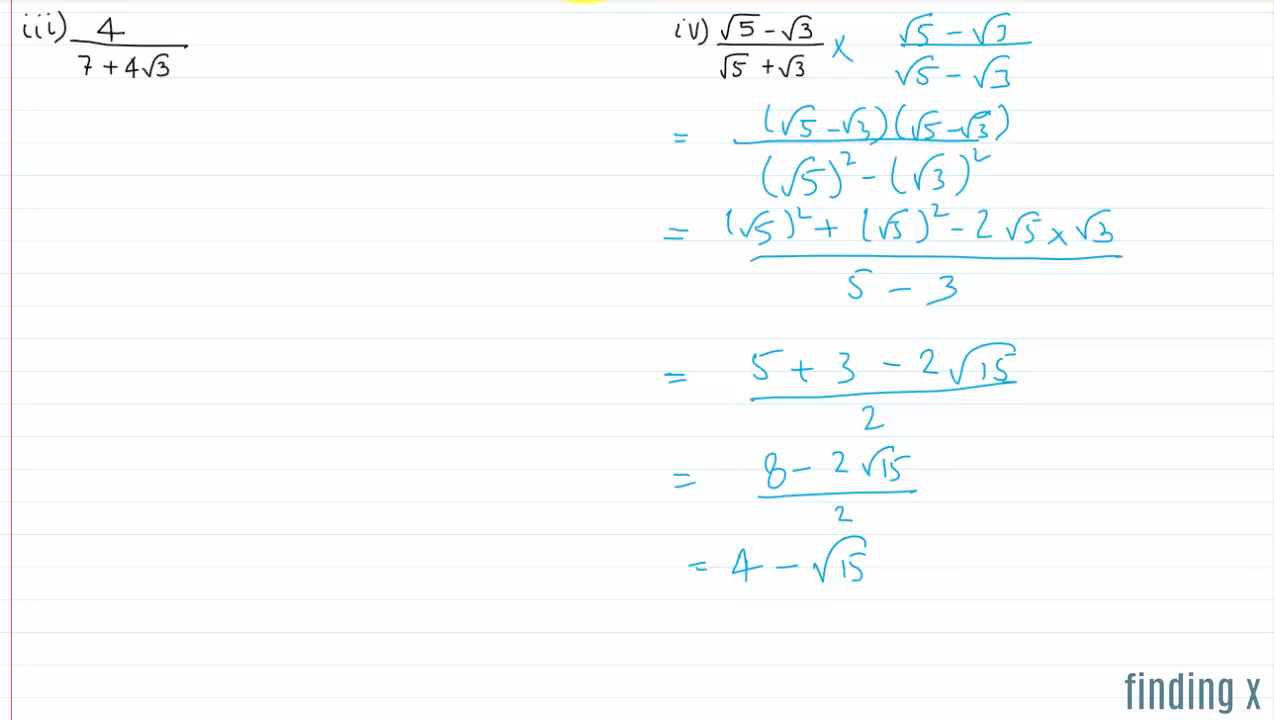 iii) 4 / 7 + 4√3
iv) √5 - √3 / √5 + √3 × √5 - √3 / √5 - √3
= (√5 - √3)(√5 - √3) / (√5)² - (√3)²
= (√5)² + (√3)² - 2√5 × √3 / 5 - 3
= 5 + 3 - 2√15 / 2
= 8 - 2√15 / 2
= 4 - √15
finding x